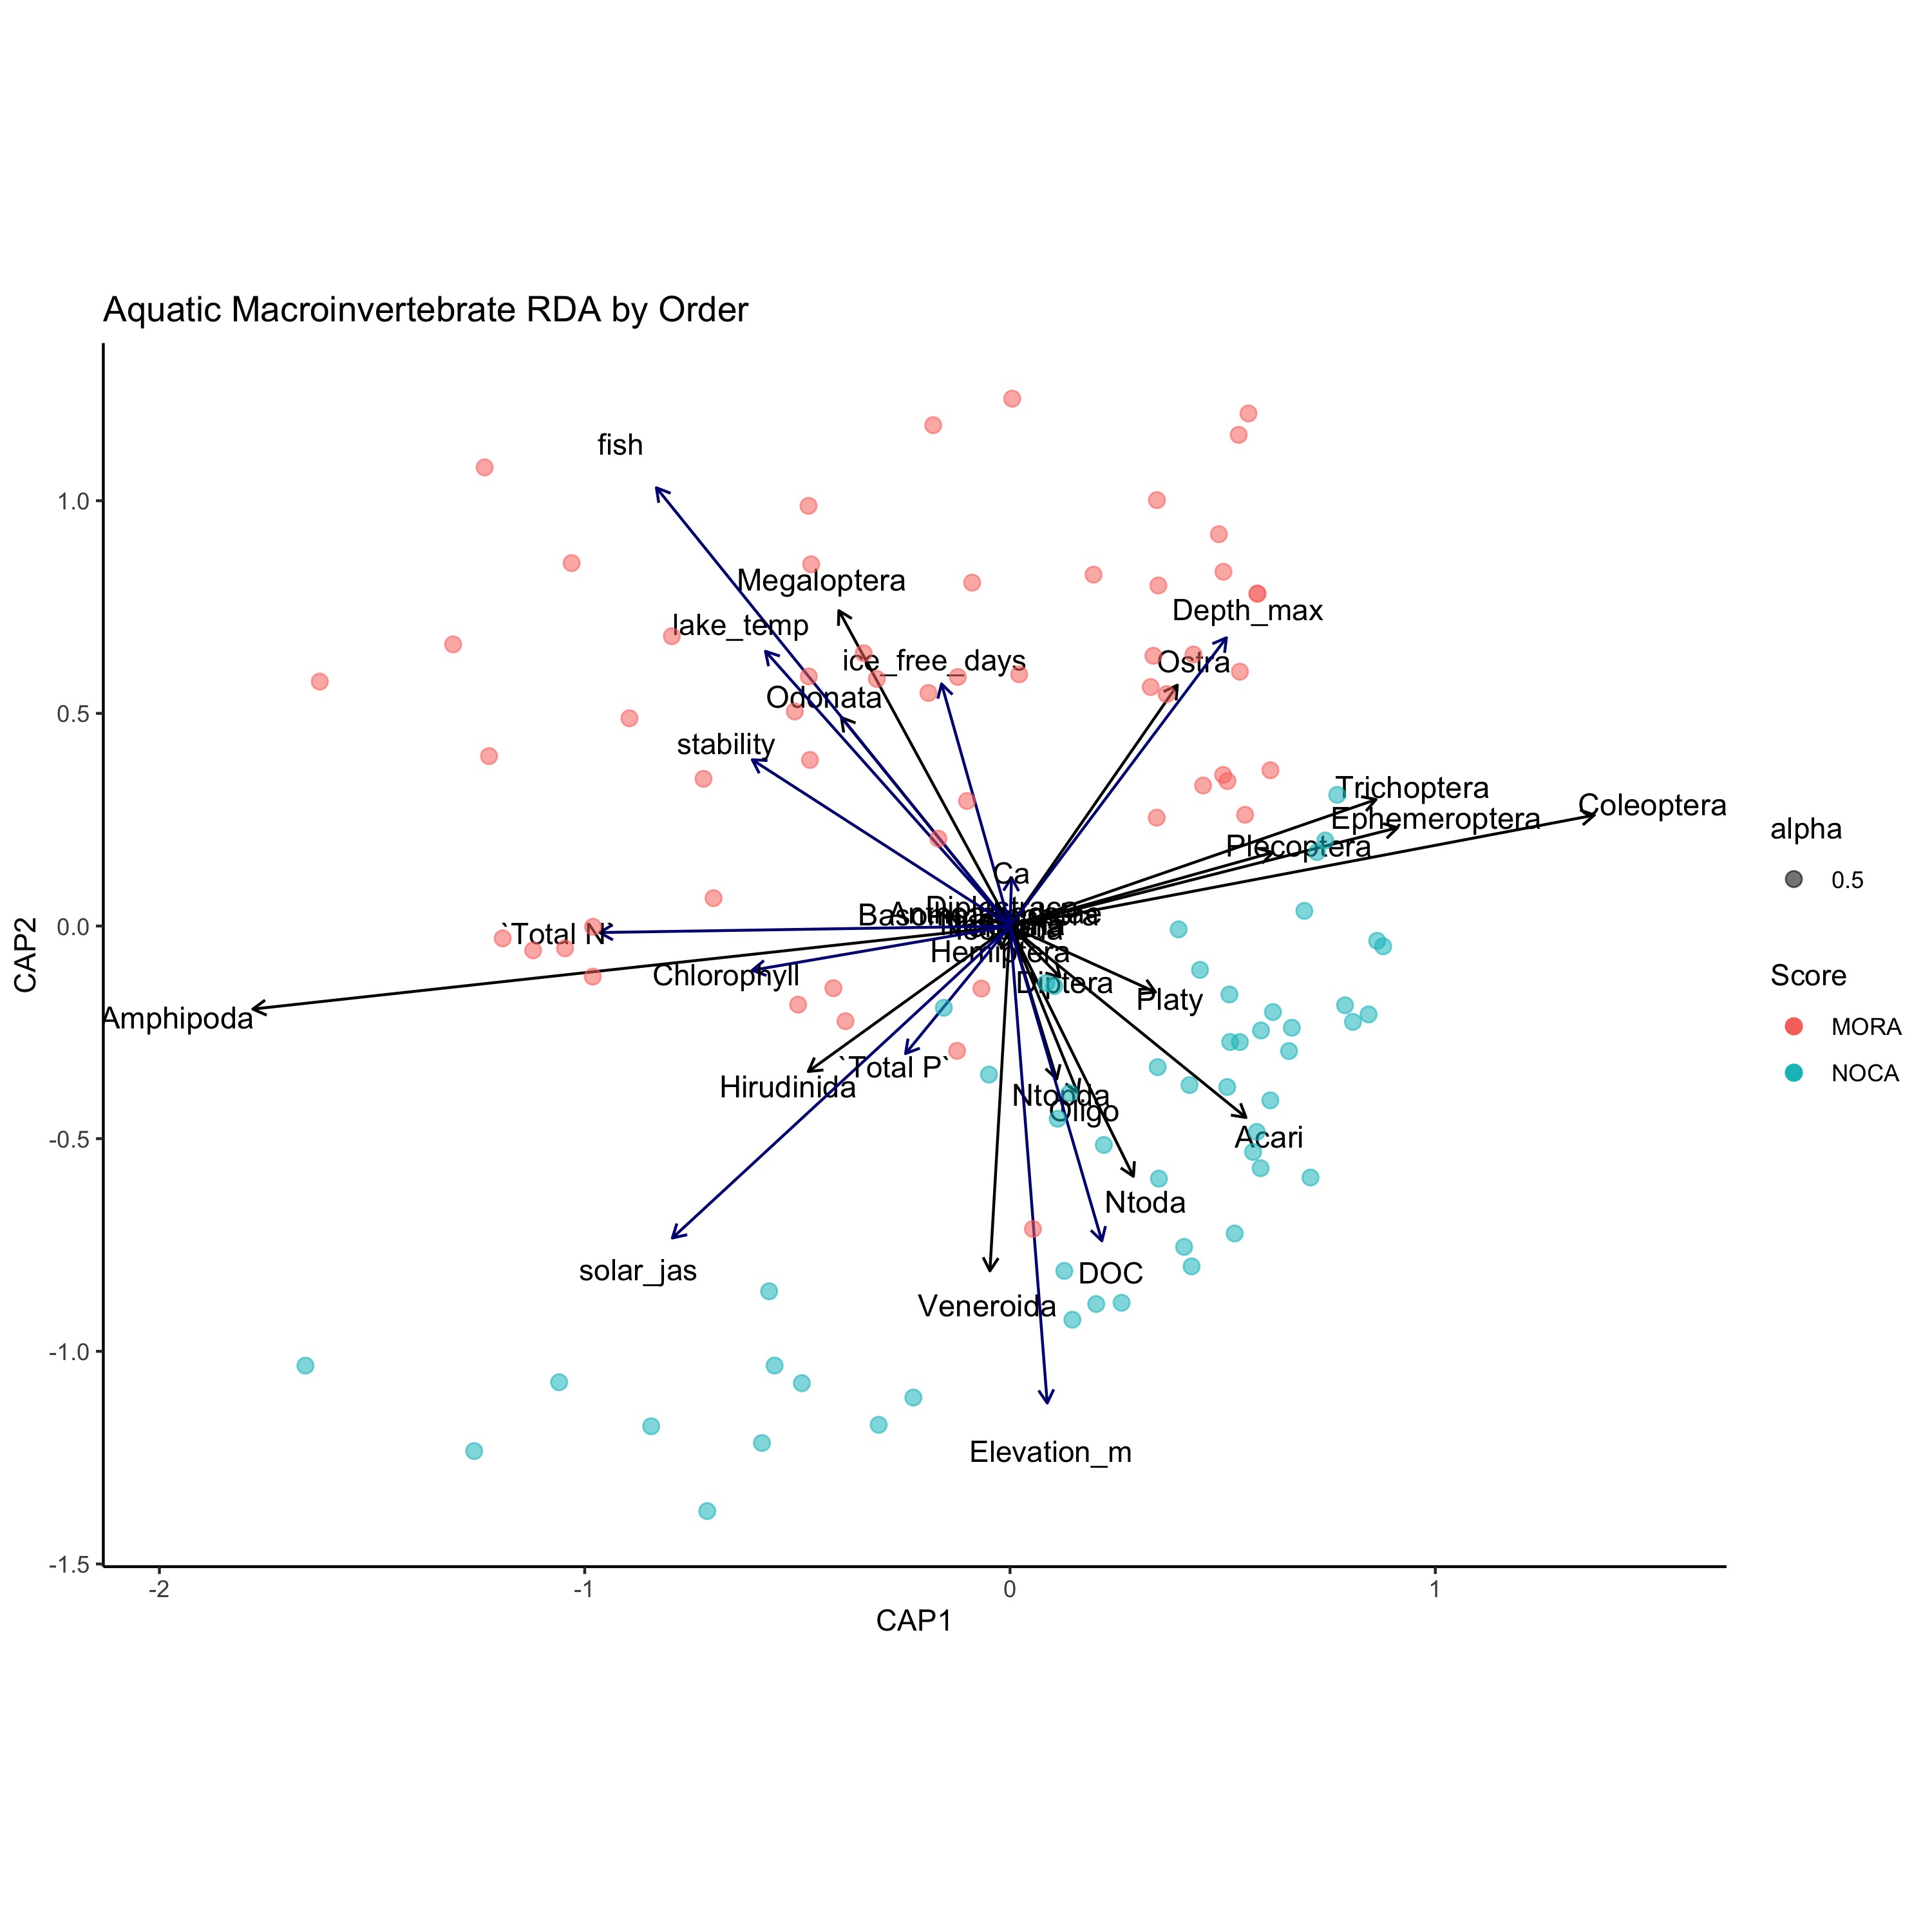 Aquatic Macroinvertebrate RDA by Order
fish
Megaloptera
lake_temp
Depth_max
ice_free_days
Ostra
Odonata
stability
Trichoptera
Coleoptera
Ephemeroptera
Plecoptera
Ca
`Total N`
Hemiptera
Chlorophyll
Diptera
Platy
Amphipoda
`Total P`
Hirudinida
Oligo
Acari
Ntoda
solar_jas
DOC
Veneroida
Elevation_m
1.0
0.5
0.0
-0.5
-1.0
-1.5
CAP2
-2
-1
0
1
CAP1
alpha
0.5
Score
MORA
NOCA